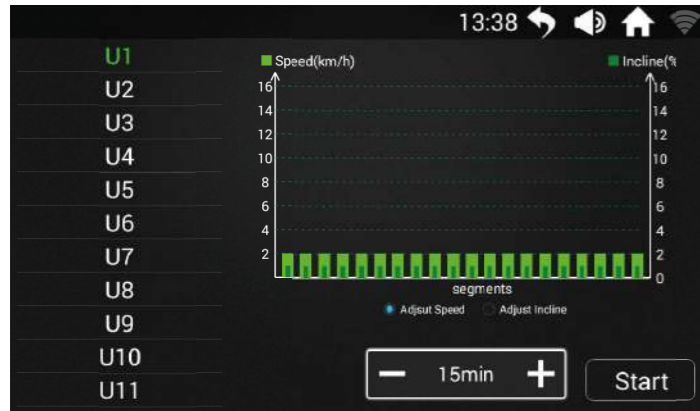 13:38
U1
U2
U3
U4
U5
U6
U7
U8
U9
U10
U11
Speed(km/h)
Incline(%
16
14
12
10
8
6
4
2
16
14
12
10
8
6
4
2
0
segments
Adjsut Speed
Adjust Incline
15min
Start